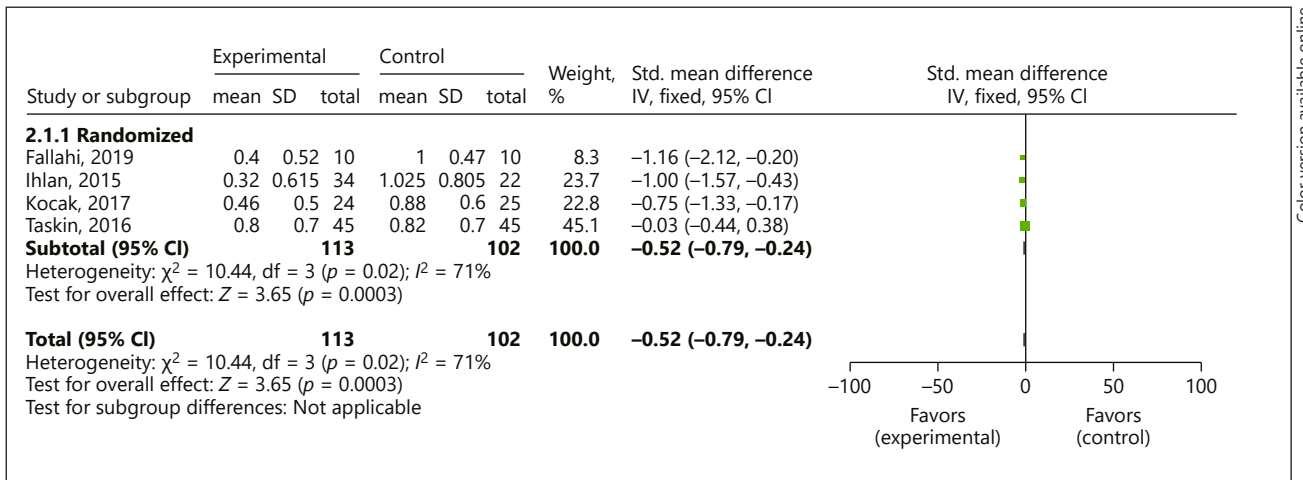 Experimental Control
Study or subgroup mean SD total mean SD total Weight, % Std. mean difference IV, fixed, 95% CI Std. mean difference IV, fixed, 95% CI
2.1.1 Randomized
Fallahi, 2019 0.4 0.52 10 1 0.47 10 8.3 −1.16 (−2.12, −0.20)
Ihlan, 2015 0.32 0.615 34 1.025 0.805 22 23.7 −1.00 (−1.57, −0.43)
Kocak, 2017 0.46 0.5 24 0.88 0.6 25 22.8 −0.75 (−1.33, −0.17)
Taskin, 2016 0.8 0.7 45 0.82 0.7 45 45.1 −0.03 (−0.44, 0.38)
Subtotal (95% CI) 113 102 100.0 −0.52 (−0.79, −0.24)
Heterogeneity: χ² = 10.44, df = 3 (p = 0.02); I² = 71%
Test for overall effect: Z = 3.65 (p = 0.0003)
Total (95% CI) 113 102 100.0 −0.52 (−0.79, −0.24)
Heterogeneity: χ² = 10.44, df = 3 (p = 0.02); I² = 71%
Test for overall effect: Z = 3.65 (p = 0.0003)
Test for subgroup differences: Not applicable
−100 −50 0 50 100
Favors (experimental) Favors (control)
Color version available online